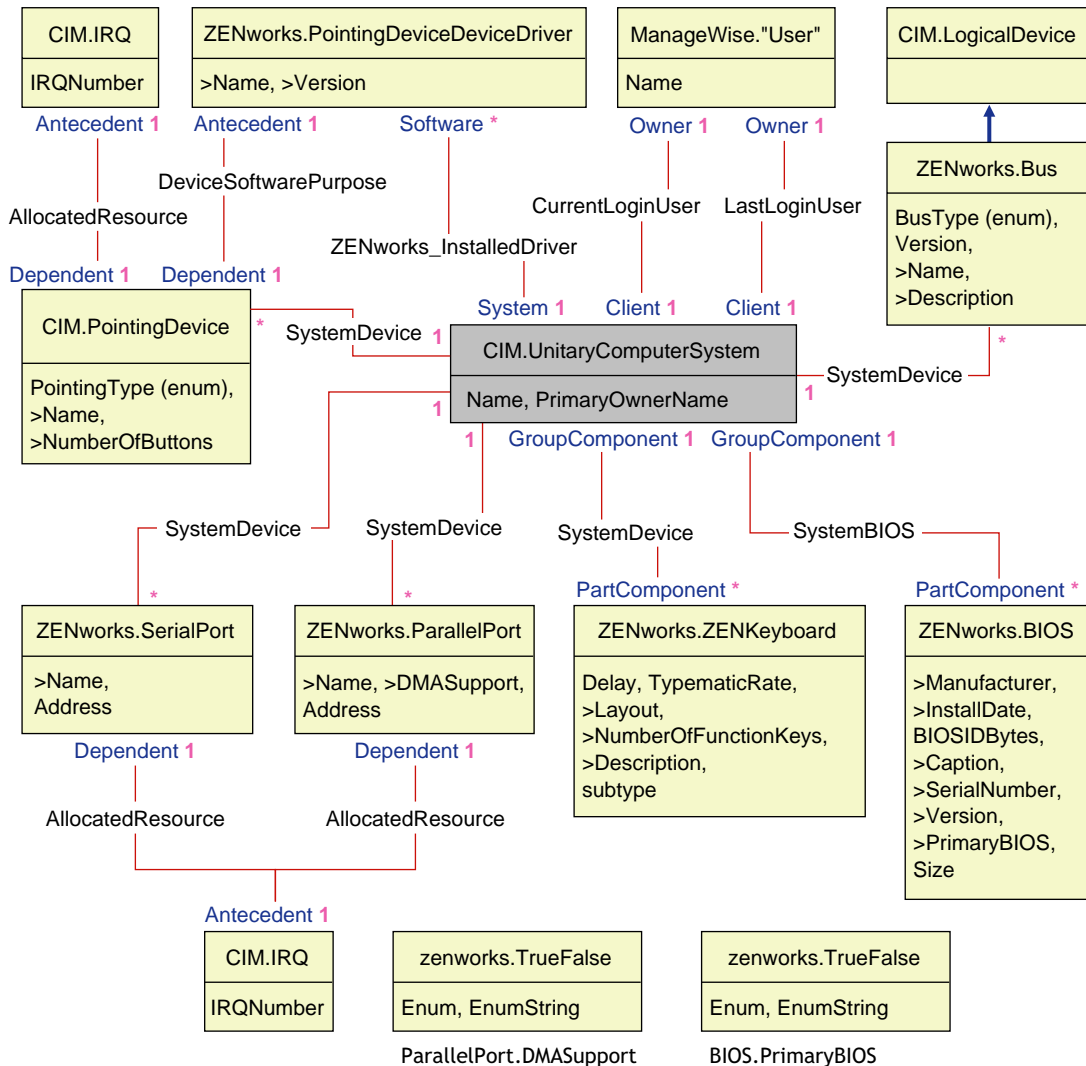 CIM.IRQ
IRQNumber
ZENworks.PointingDeviceDeviceDriver
>Name, >Version
ManageWise."User"
Name
CIM.LogicalDevice
Antecedent 1
Antecedent 1
Software *
Owner 1
Owner 1
ZENworks.Bus
BusType (enum),
Version,
>Name,
>Description
DeviceSoftwarePurpose
AllocatedResource
CurrentLoginUser
LastLoginUser
ZENworks_InstalledDriver
Dependent 1
Dependent 1
System 1
Client 1
Client 1
CIM.PointingDevice
PointingType (enum),
>Name,
>NumberOfButtons
*
SystemDevice
1
CIM.UnitaryComputerSystem
Name, PrimaryOwnerName
*
SystemDevice
1
1
1
GroupComponent 1
GroupComponent 1
SystemDevice
SystemDevice
SystemDevice
SystemBIOS
*
*
PartComponent *
PartComponent *
ZENworks.SerialPort
>Name,
Address
ZENworks.ParallelPort
>Name, >DMASupport,
Address
ZENworks.ZENKeyboard
Delay, TypematicRate,
>Layout,
>NumberOfFunctionKeys,
>Description,
subtype
ZENworks.BIOS
>Manufacturer,
>InstallDate,
BIOSIDBytes,
>Caption,
>SerialNumber,
>Version,
>PrimaryBIOS,
Size
Dependent 1
Dependent 1
AllocatedResource
AllocatedResource
Antecedent 1
CIM.IRQ
IRQNumber
zenworks.TrueFalse
Enum, EnumString
ParallelPort.DMASupport
zenworks.TrueFalse
Enum, EnumString
BIOS.PrimaryBIOS